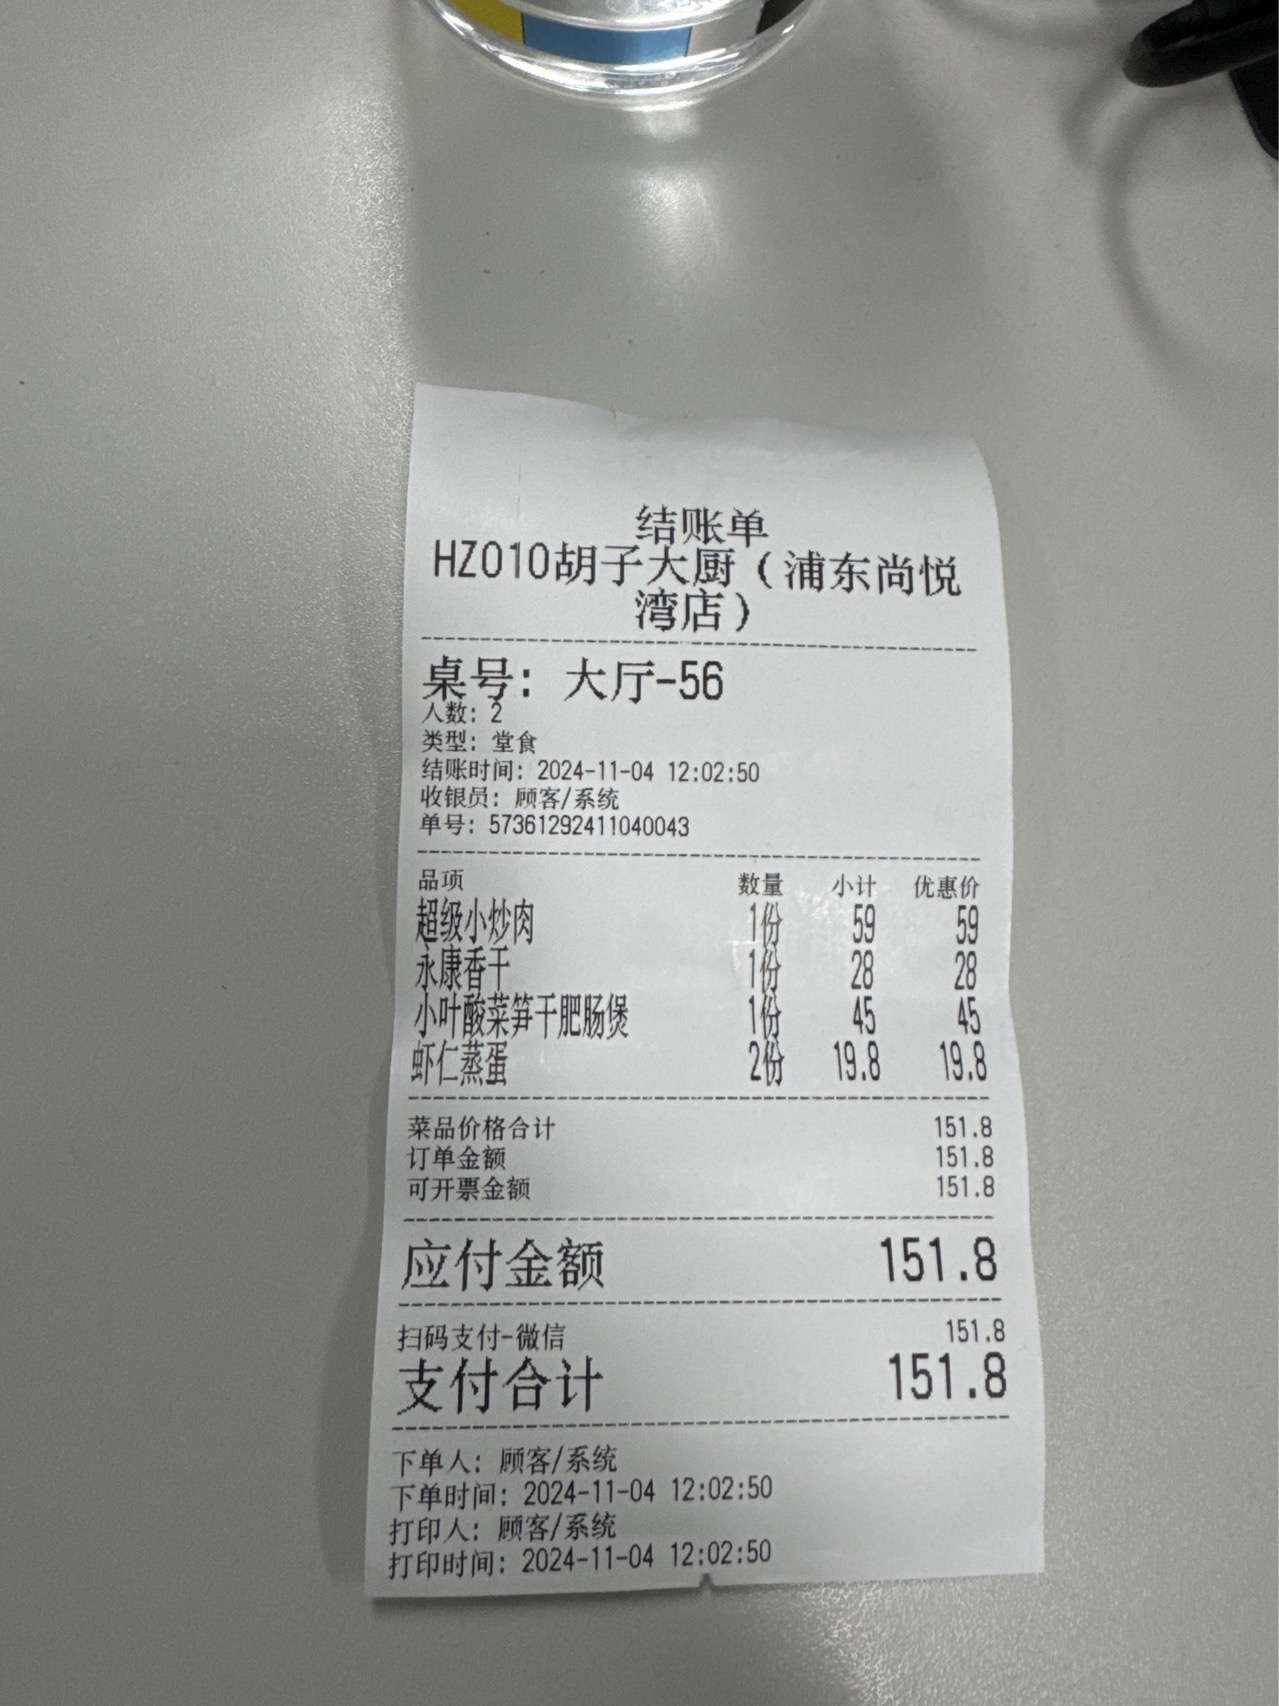 结账单
HZ010胡子大厨（浦东尚悦
湾店）
桌号：大厅-56
人数：2
类型：堂食
结账时间：2024-11-04 12:02:50
收银员：顾客/系统
单号：573612924110400​43
品项 数量 小计 优惠价
超级小炒肉 1份 59 59
永康香干 1份 28 28
小叶酸菜笋干肥肠煲 1份 45 45
虾仁蒸蛋 2份 19.8 19.8
菜品价格合计 151.8
订单金额 151.8
可开票金额 151.8
应付金额 151.8
扫码支付-微信 151.8
支付合计 151.8
下单人：顾客/系统
下单时间：2024-11-04 12:02:50
打印人：顾客/系统
打印时间：2024-11-04 12:02:50